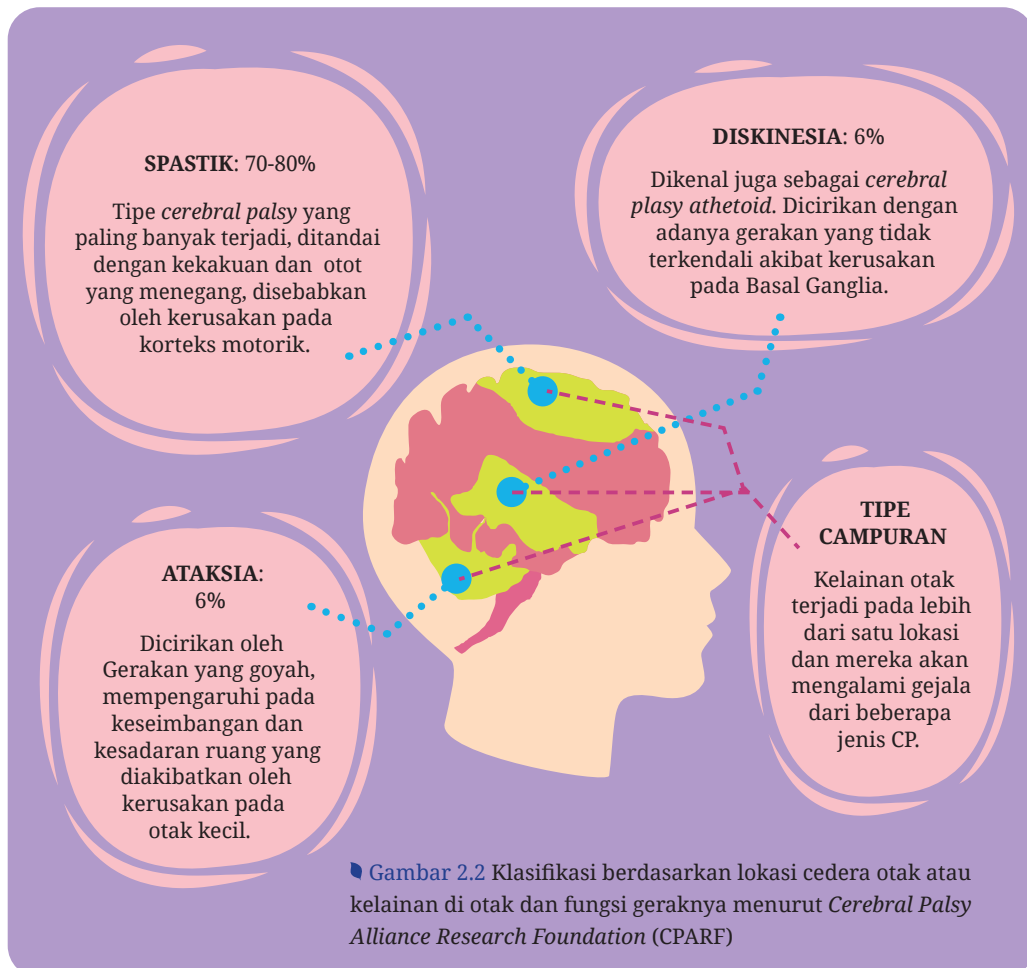 SPASTIK: 70-80%
Tipe cerebral palsy yang
paling banyak terjadi, ditandai
dengan kekakuan dan otot
yang menegang, disebabkan
oleh kerusakan pada
korteks motorik.
DISKINESIA: 6%
Dikenal juga sebagai cerebral
plasy athetoid. Dicirikan dengan
adanya gerakan yang tidak
terkendali akibat kerusakan
pada Basal Ganglia.
ATAKSIA:
6%
Dicirikan oleh
Gerakan yang goyah,
mempengaruhi pada
keseimbangan dan
kesadaran ruang yang
diakibatkan oleh
kerusakan pada
otak kecil.
TIPE
CAMPURAN
Kelainan otak
terjadi pada lebih
dari satu lokasi
dan mereka akan
mengalami gejala
dari beberapa
jenis CP.
Gambar 2.2 Klasifikasi berdasarkan lokasi cedera otak atau
kelainan di otak dan fungsi geraknya menurut Cerebral Palsy
Alliance Research Foundation (CPARF)